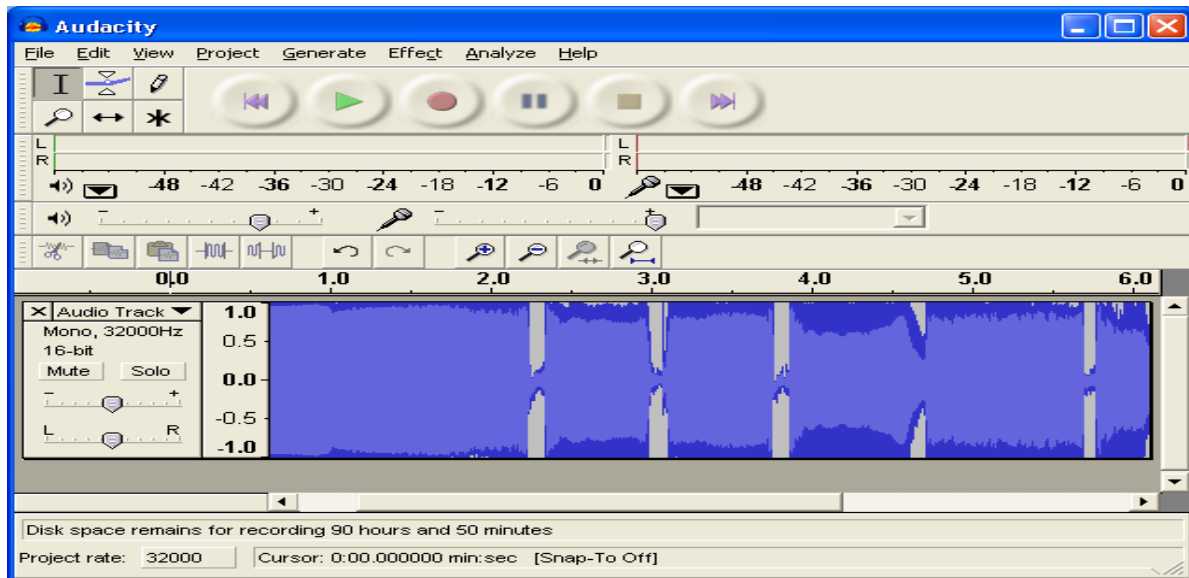 Audacity
File Edit View Project Generate Effect Analyze Help
L
R
-48 -42 -36 -30 -24 -18 -12 -6 0
L
R
-48 -42 -36 -30 -24 -18 -12 -6 0
- +
-
+
0.0 1.0 2.0 3.0 4.0 5.0 6.0
X Audio Track
Mono, 32000Hz
16-bit
Mute Solo
- +
L R
1.0
0.5
0.0
-0.5
-1.0
Disk space remains for recording 90 hours and 50 minutes
Project rate: 32000 Cursor: 0:00.000000 min:sec [Snap-To Off]